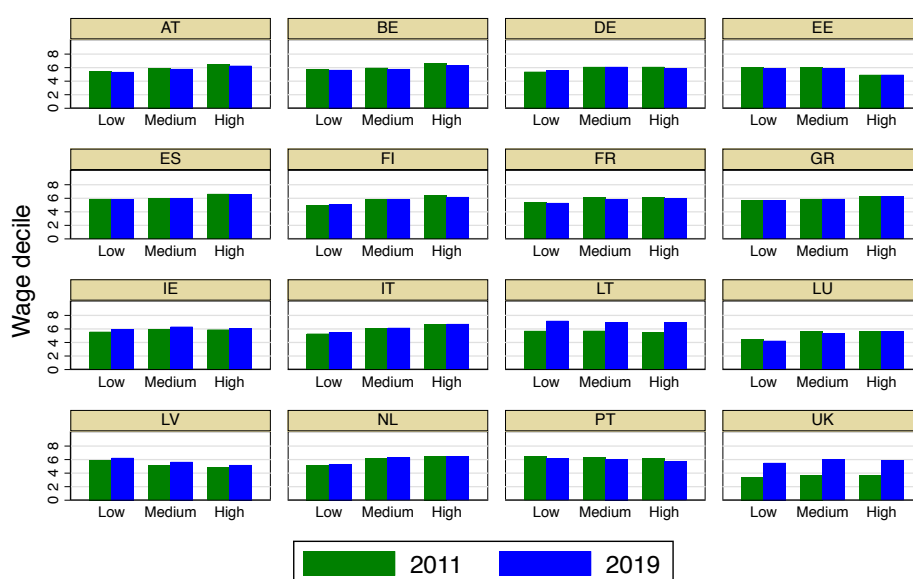 AT BE DE EE
0 2 4 6 8
Low Medium High Low Medium High Low Medium High Low Medium High
ES FI FR GR
0 2 4 6 8
Low Medium High Low Medium High Low Medium High Low Medium High
Wage decile
IE IT LT LU
0 2 4 6 8
Low Medium High Low Medium High Low Medium High Low Medium High
LV NL PT UK
0 2 4 6 8
Low Medium High Low Medium High Low Medium High Low Medium High
2011 2019